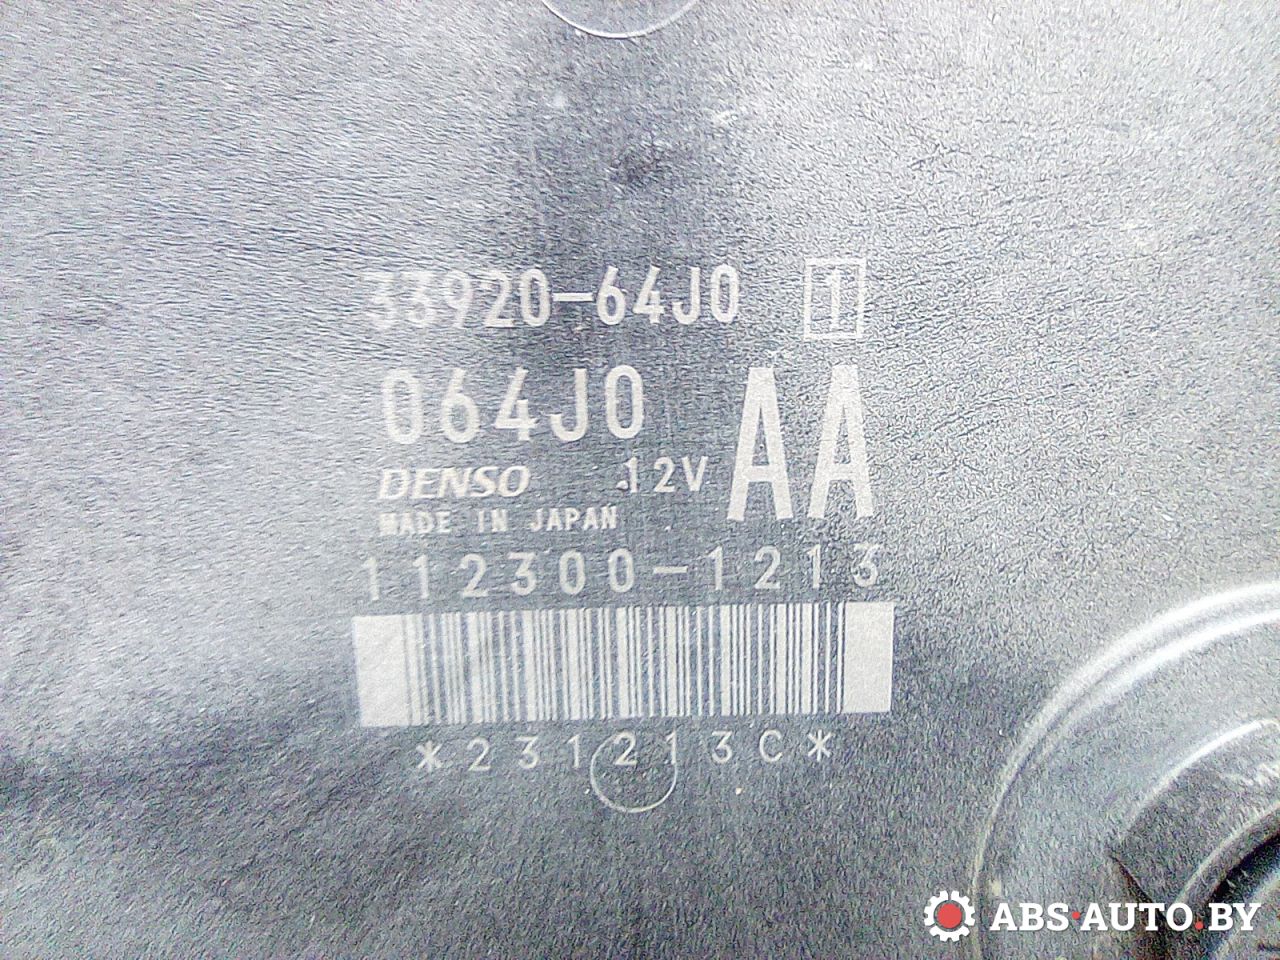 33920-64J0 1
064J0 AA
DENSO 12V
MADE IN JAPAN
112300-1213
*231213C*
ABS·AUTO.BY